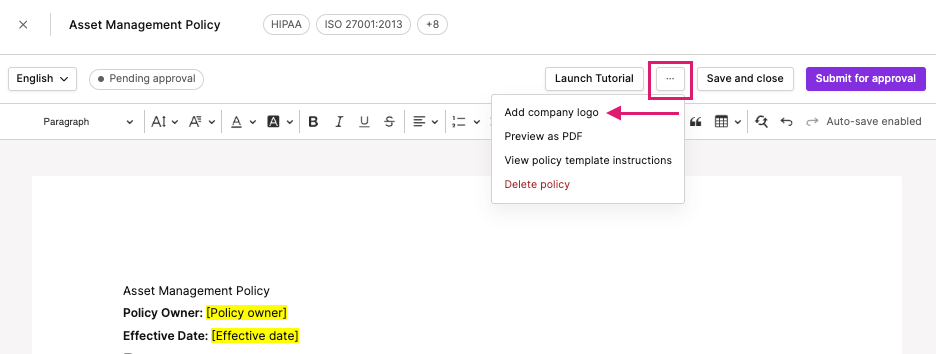 Asset Management Policy HIPAA ISO 27001:2013 +8
English Pending approval Launch Tutorial ... Save and close Submit for approval
Paragraph A A A A B I U S Auto-save enabled
Add company logo
Preview as PDF
View policy template instructions
Delete policy
Asset Management Policy
Policy Owner: [Policy owner]
Effective Date: [Effective date]